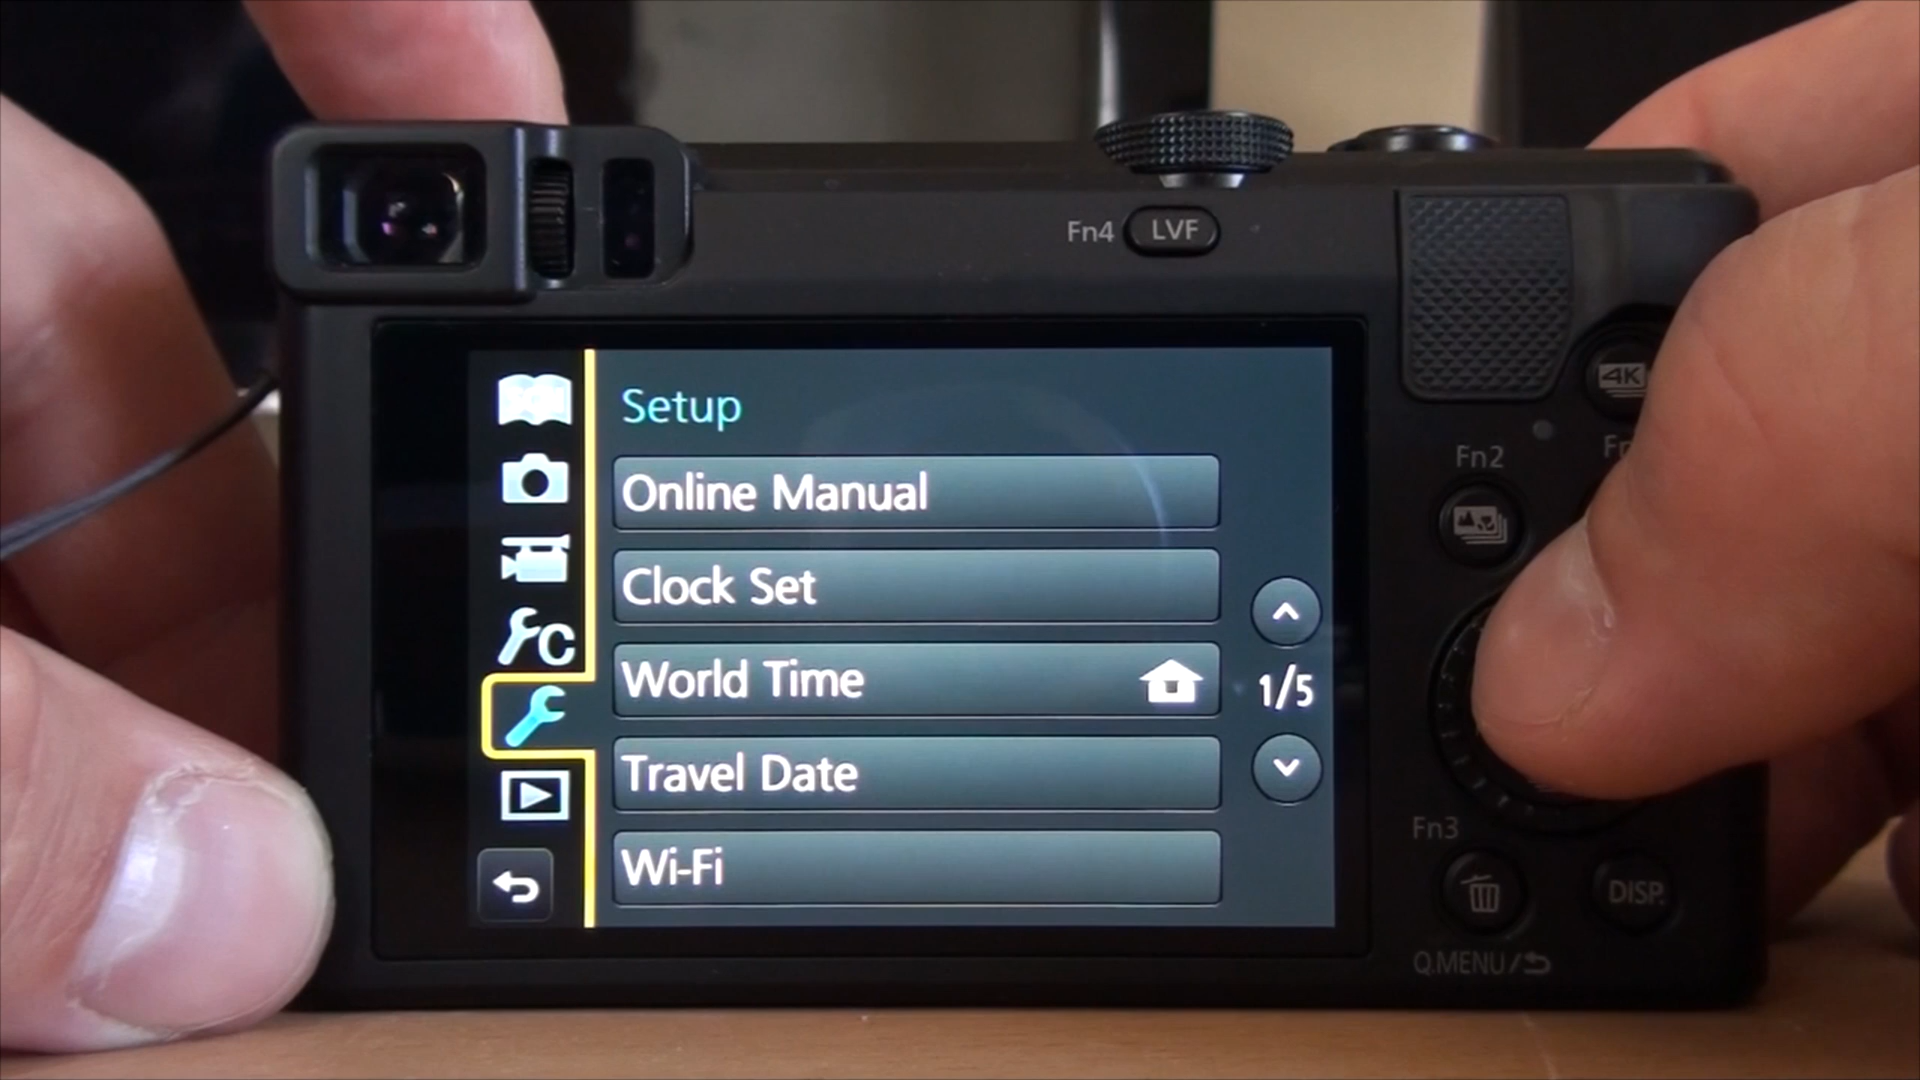 Fn4 LVF
4K
Setup
Online Manual
Fn2
Clock Set
C
World Time
1/5
Travel Date
Fn3
Wi-Fi
DISP.
Q.MENU/